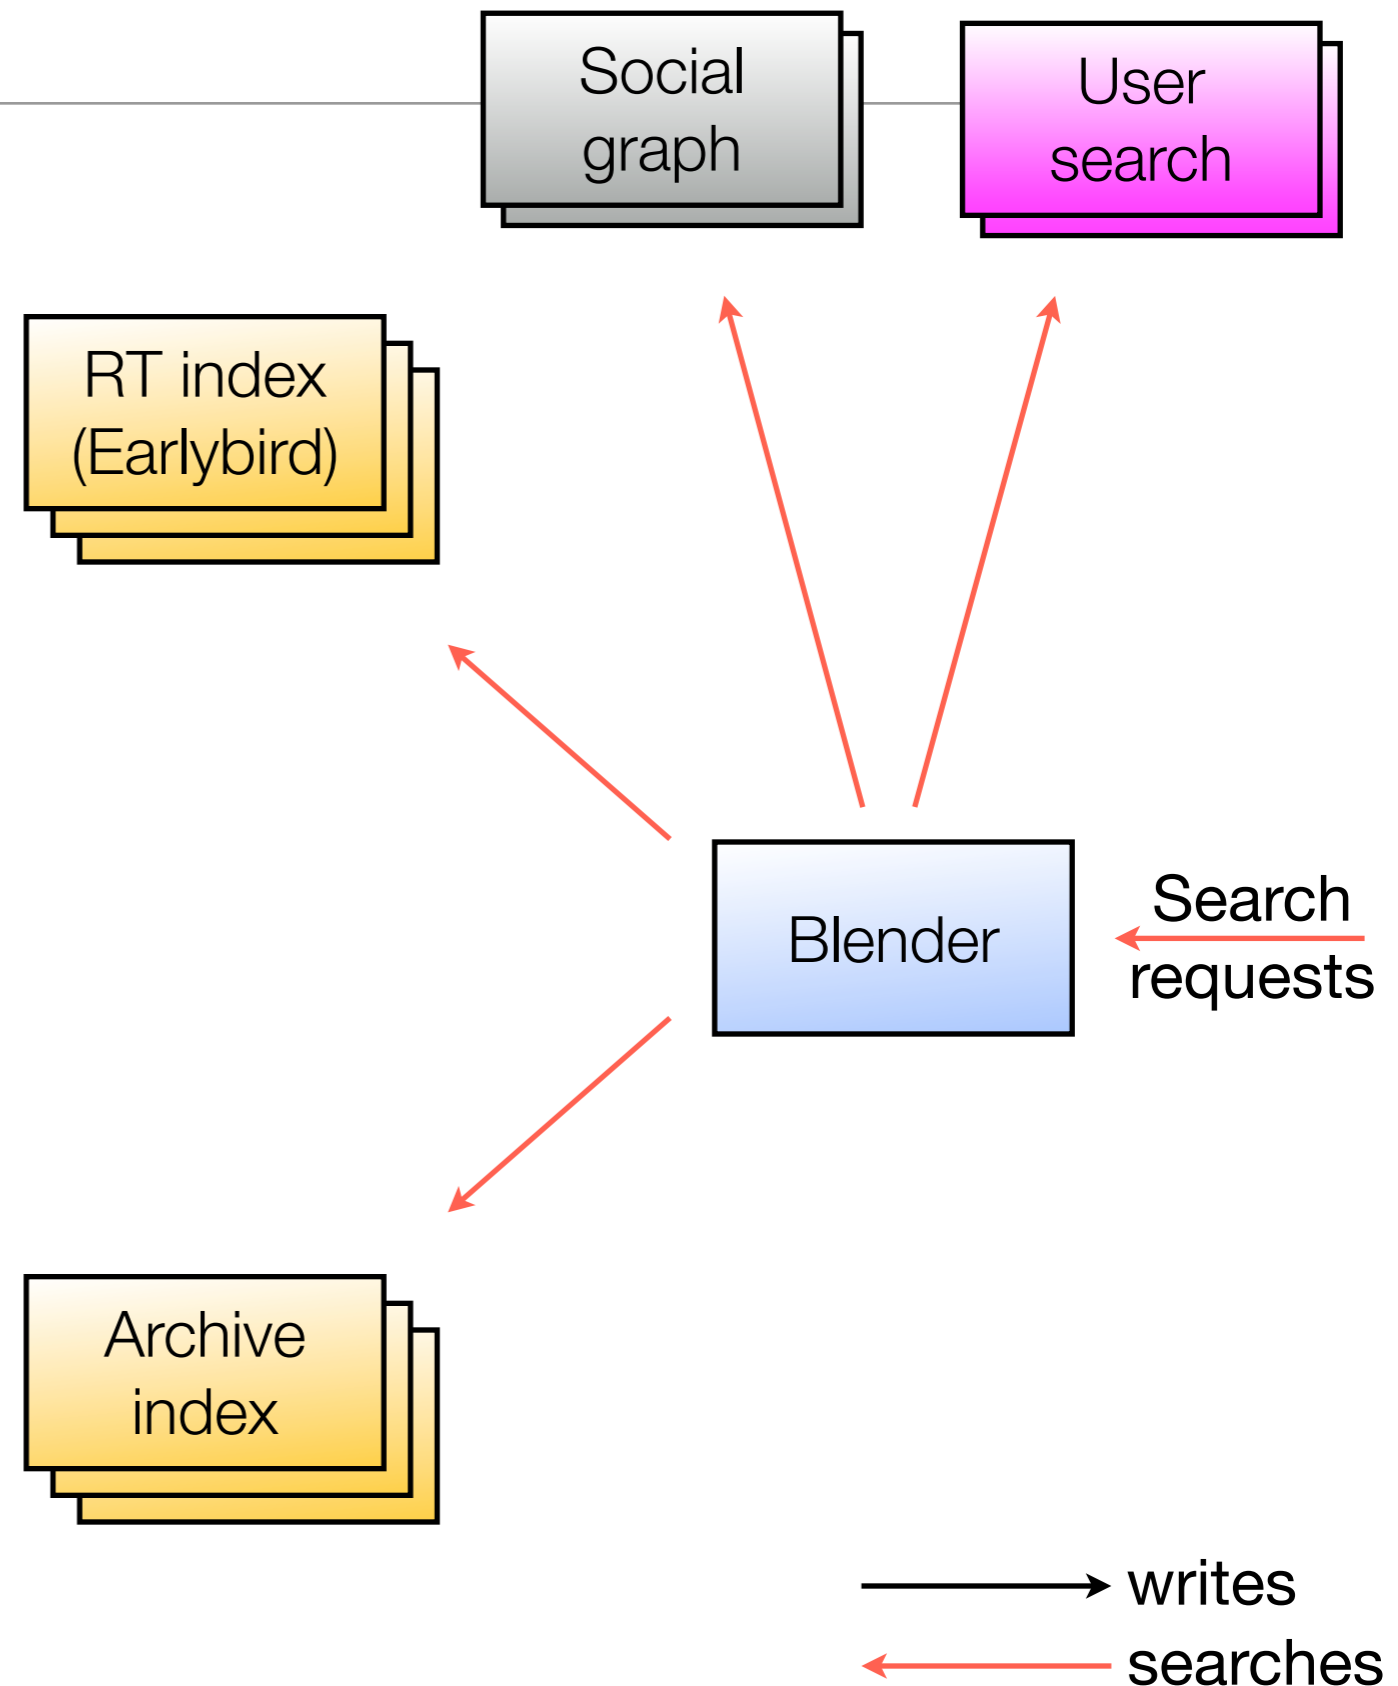 Social
graph
User
search
RT index
(Earlybird)
Blender
Search
requests
Archive
index
writes
searches